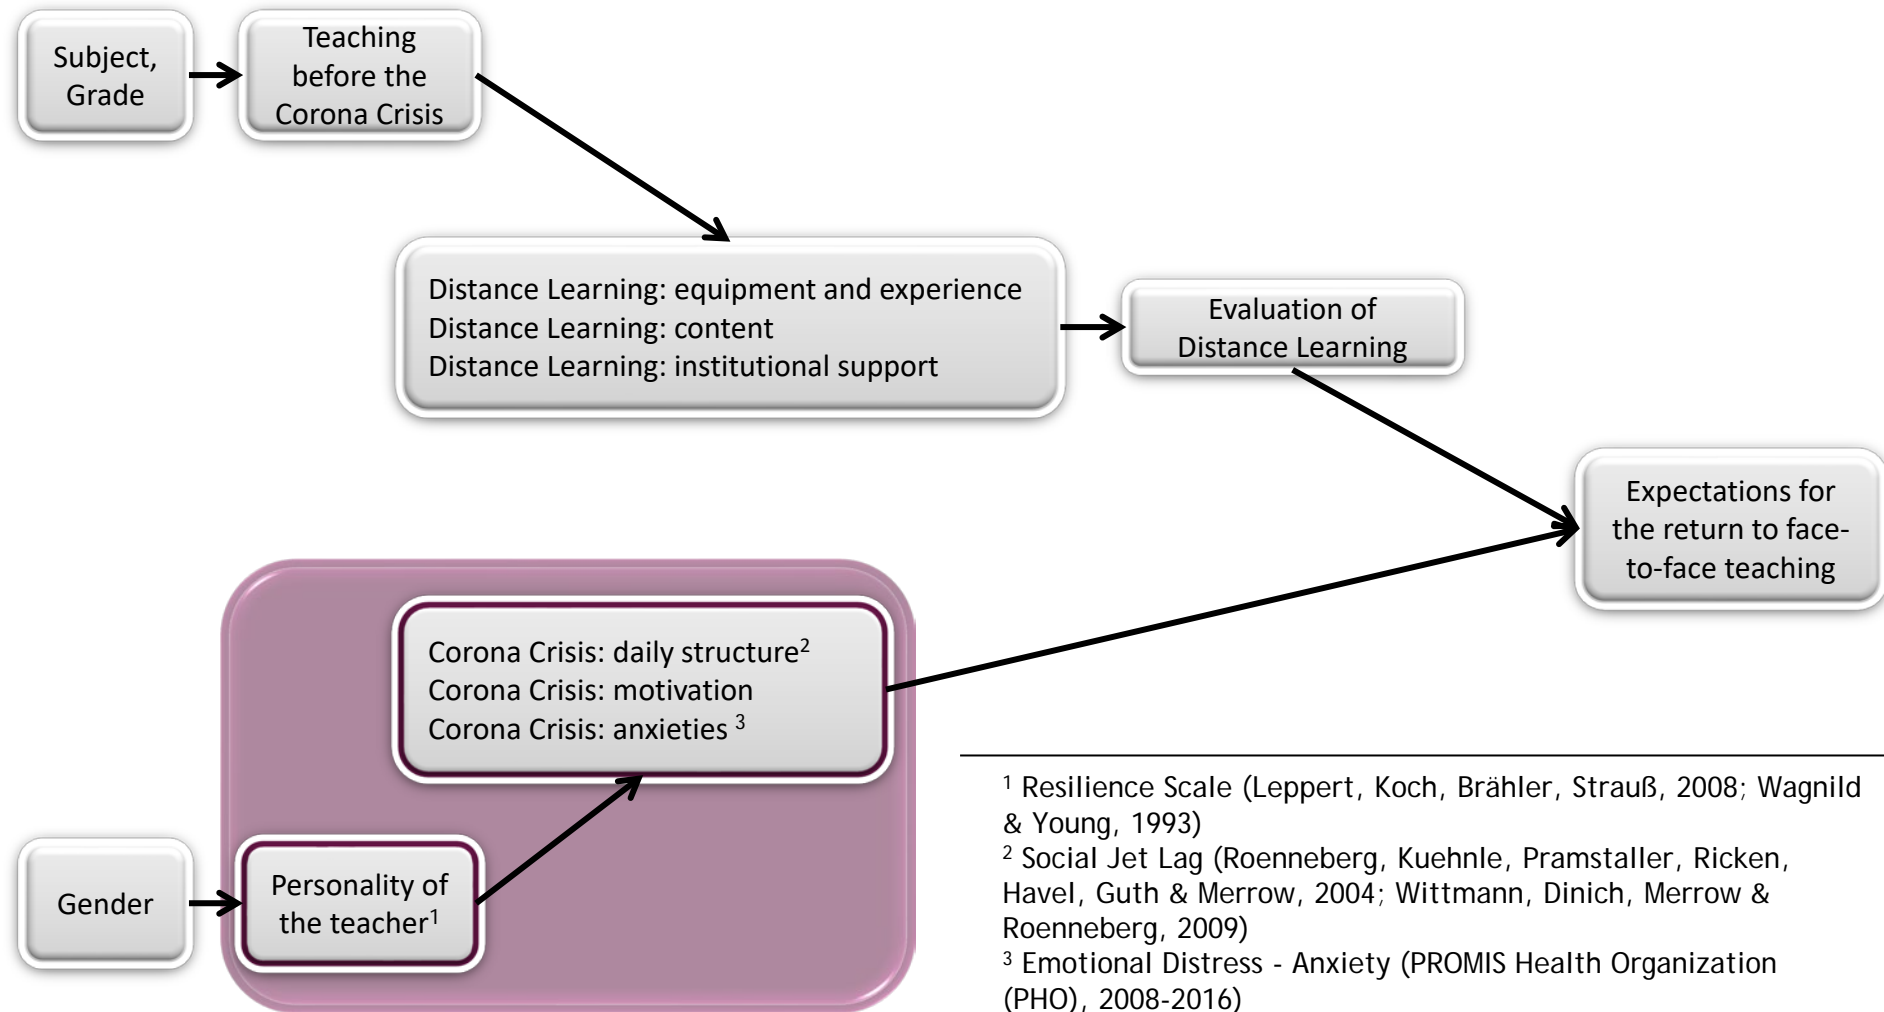 Subject,
Grade
Teaching
before the
Corona Crisis
Distance Learning: equipment and experience
Distance Learning: content
Distance Learning: institutional support
Evaluation of
Distance Learning
Expectations for
the return to face-
to-face teaching
Corona Crisis: daily structure²
Corona Crisis: motivation
Corona Crisis: anxieties ³
Gender
Personality of
the teacher¹
¹ Resilience Scale (Leppert, Koch, Brähler, Strauß, 2008; Wagnild
& Young, 1993)
² Social Jet Lag (Roenneberg, Kuehnle, Pramstaller, Ricken,
Havel, Guth & Merrow, 2004; Wittmann, Dinich, Merrow &
Roenneberg, 2009)
³ Emotional Distress - Anxiety (PROMIS Health Organization
(PHO), 2008-2016)